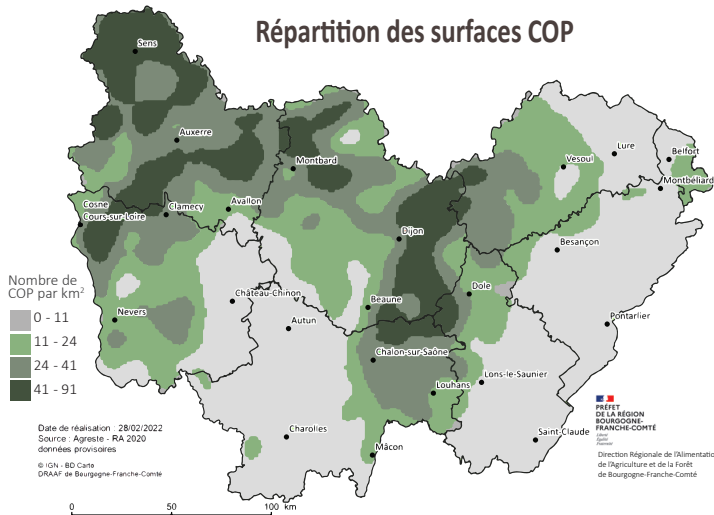 Répartition des surfaces COP
Sens
Auxerre
Montbard
Vesoul
Lure
Belfort
Montbéliard
Cosne
Cours-sur-Loire
Clamecy
Avallon
Dijon
Besançon
Nombre de
COP par km²
0 - 11
11 - 24
24 - 41
41 - 91
Château-Chinon
Nevers
Autun
Beaune
Dole
Pontarlier
Chalon-sur-Saône
Louhans
Lons-le-Saunier
Saint-Claude
Charolles
Mâcon
Date de réalisation : 28/02/2022
Source : Agreste - RA 2020
données provisoires
© IGN - BD Carto
DRAAF de Bourgogne-Franche-Comté
0 50 100 km
PRÉFET
DE LA RÉGION
BOURGOGNE-
FRANCHE-COMTÉ
Liberté
Égalité
Fraternité
Direction Régionale de l'Alimentatio
de l'Agriculture et de la Forêt
de Bourgogne-Franche-Comté